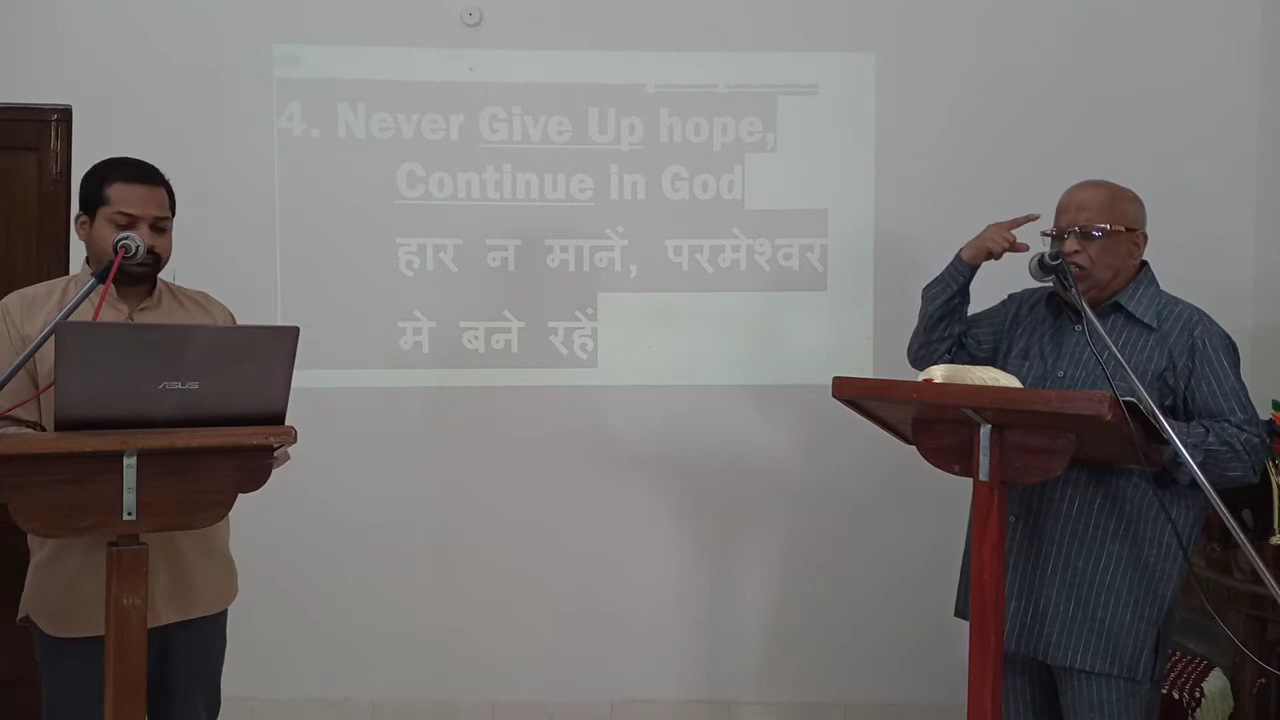 4. Never Give Up hope,
Continue in God
हार न मानें, परमेश्वर
मे बने रहें
ASUS